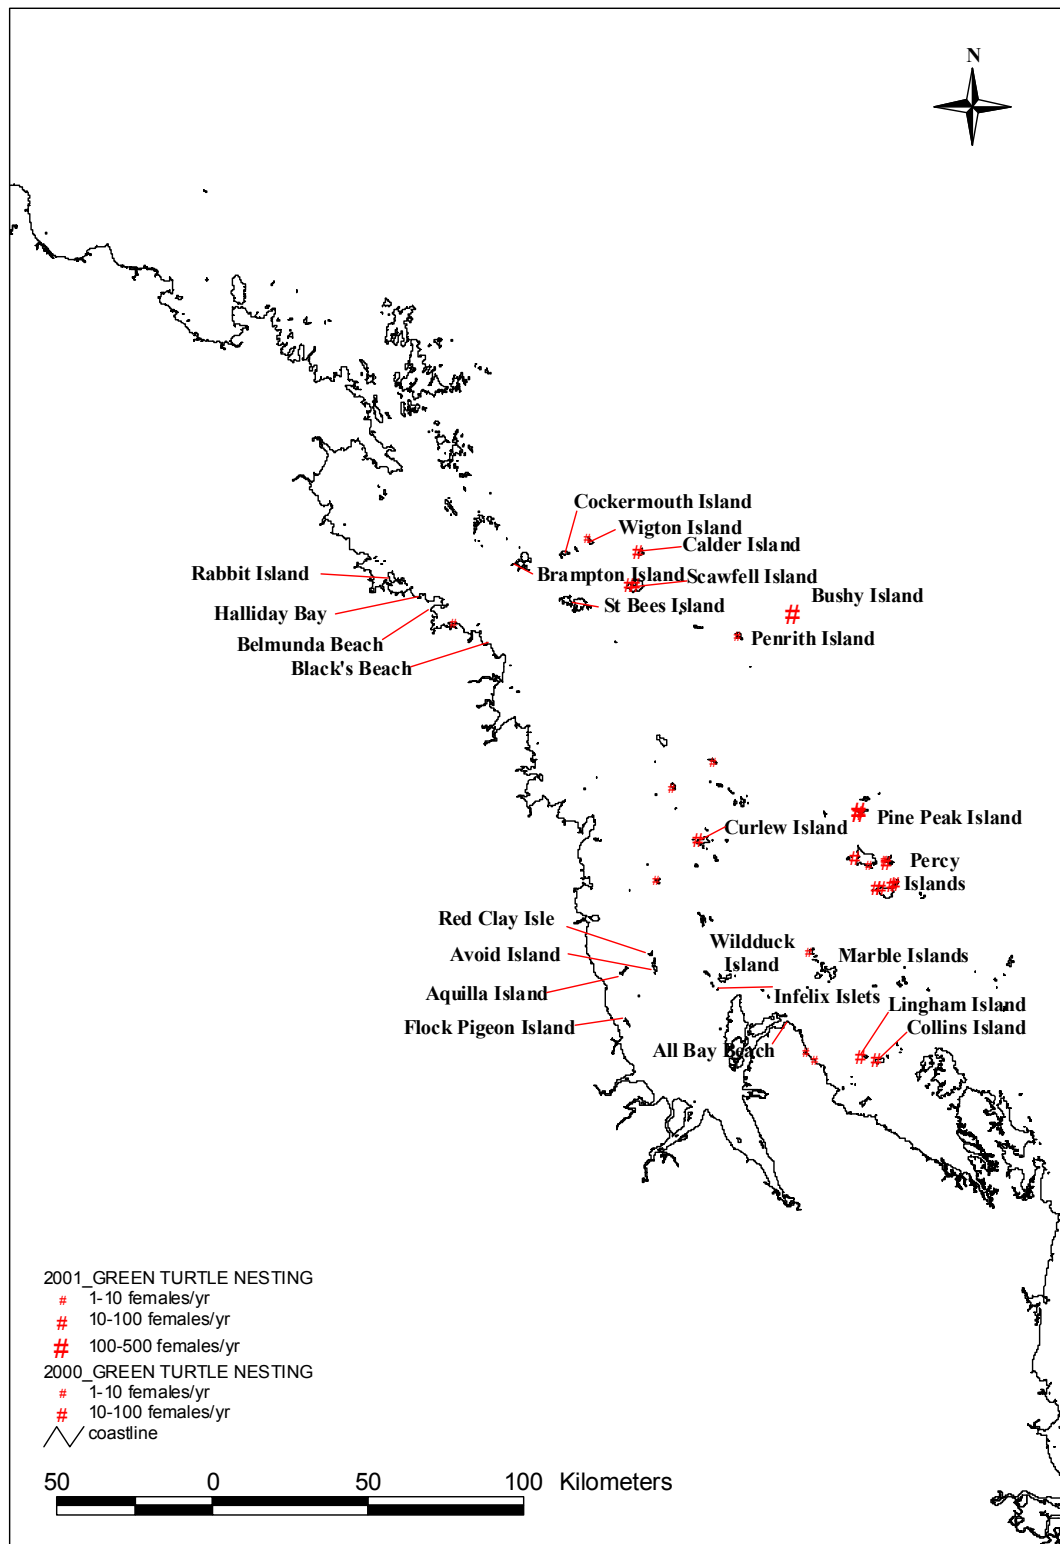 N
Cockermouth Island
Wigton Island
Calder Island
Rabbit Island
Brampton Island
Scawfell Island
Halliday Bay
St Bees Island
Bushy Island
Belmunda Beach
Penrith Island
Black's Beach
Pine Peak Island
Curlew Island
Percy
Islands
Red Clay Isle
Wildduck
Island
Avoid Island
Marble Islands
Aquilla Island
Infelix Islets
Lingham Island
Flock Pigeon Island
Collins Island
All Bay Beach
2001_GREEN TURTLE NESTING
# 1-10 females/yr
# 10-100 females/yr
# 100-500 females/yr
2000_GREEN TURTLE NESTING
# 1-10 females/yr
# 10-100 females/yr
coastline
50 0 50 100 Kilometers